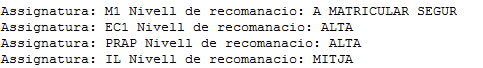 Assignatura: M1 Nivell de recomanacio: A MATRICULAR SEGUR
Assignatura: EC1 Nivell de recomanacio: ALTA
Assignatura: PRAP Nivell de recomanacio: ALTA
Assignatura: IL Nivell de recomanacio: MITJA